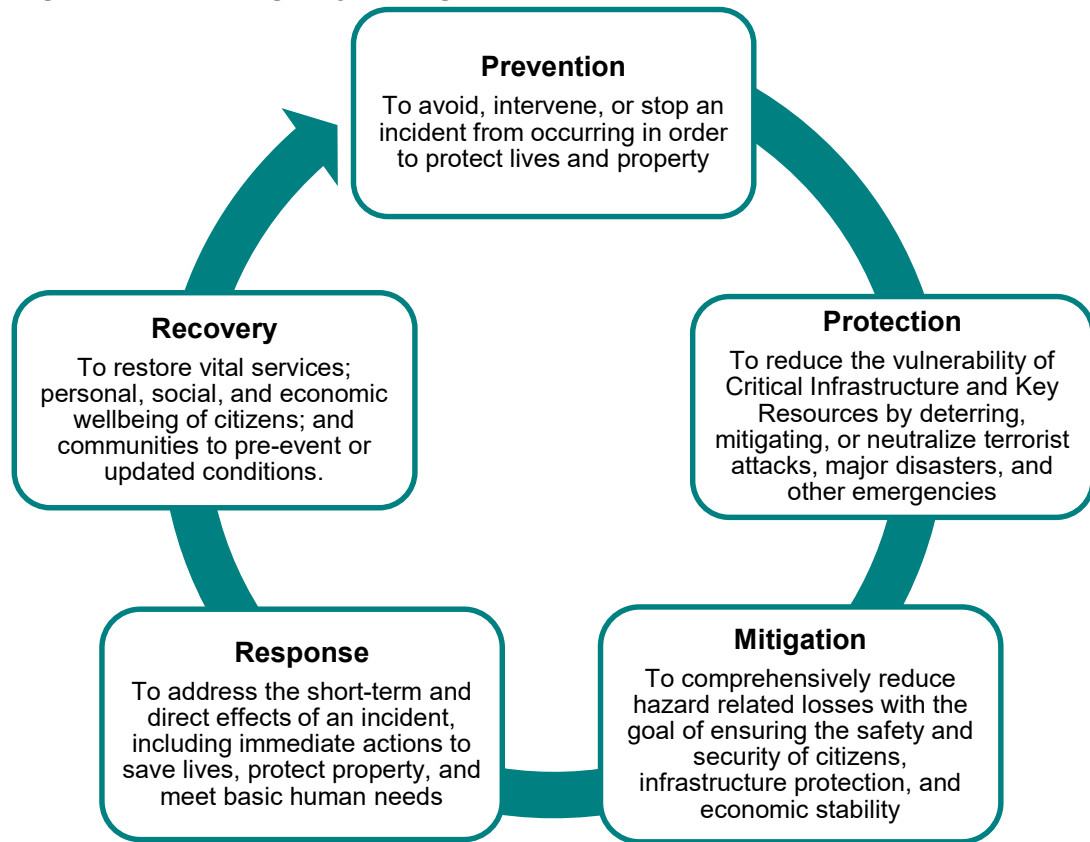 Prevention
To avoid, intervene, or stop an
incident from occurring in order
to protect lives and property
Protection
To reduce the vulnerability of
Critical Infrastructure and Key
Resources by deterring,
mitigating, or neutralize terrorist
attacks, major disasters, and
other emergencies
Mitigation
To comprehensively reduce
hazard related losses with the
goal of ensuring the safety and
security of citizens,
infrastructure protection, and
economic stability
Response
To address the short-term and
direct effects of an incident,
including immediate actions to
save lives, protect property, and
meet basic human needs
Recovery
To restore vital services;
personal, social, and economic
wellbeing of citizens; and
communities to pre-event or
updated conditions.